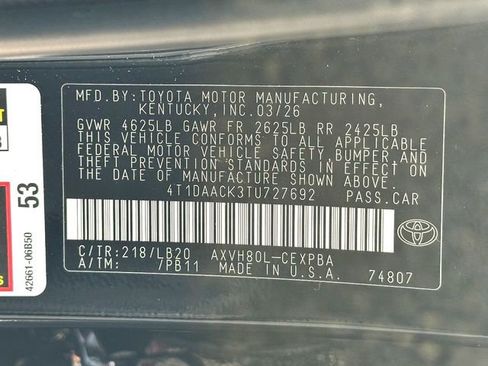 MFD.BY:TOYOTA MOTOR MANUFACTURING,
KENTUCKY, INC.03/26
GVWR 4625LB GAWR FR 2625LB RR 2425LB
THIS VEHICLE CONFORMS TO ALL APPLICABLE
FEDERAL MOTOR VEHICLE SAFETY, BUMPER,AND
THEFT PREVENTION STANDARDS IN EFFECT ON
THE DATE OF MANUFACTURE SHOWN ABOVE.
4T1DAACK3TU727692 PASS.CAR
C/TR:218/LB20 AXVH80L-CEXPBA
A/TM: /PB11 MADE IN U.S.A. 74807
53
42661-06B50